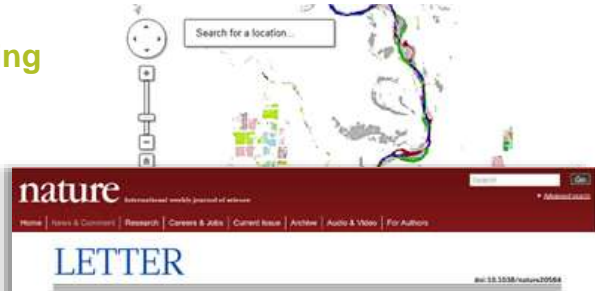 ng
Search for a location...
nature International weekly journal of science
Search Go
Advanced search
Home | News & Comment | Research | Careers & Jobs | Current Issue | Archive | Audio & Video | For Authors
LETTER
doi:10.1038/nature20584